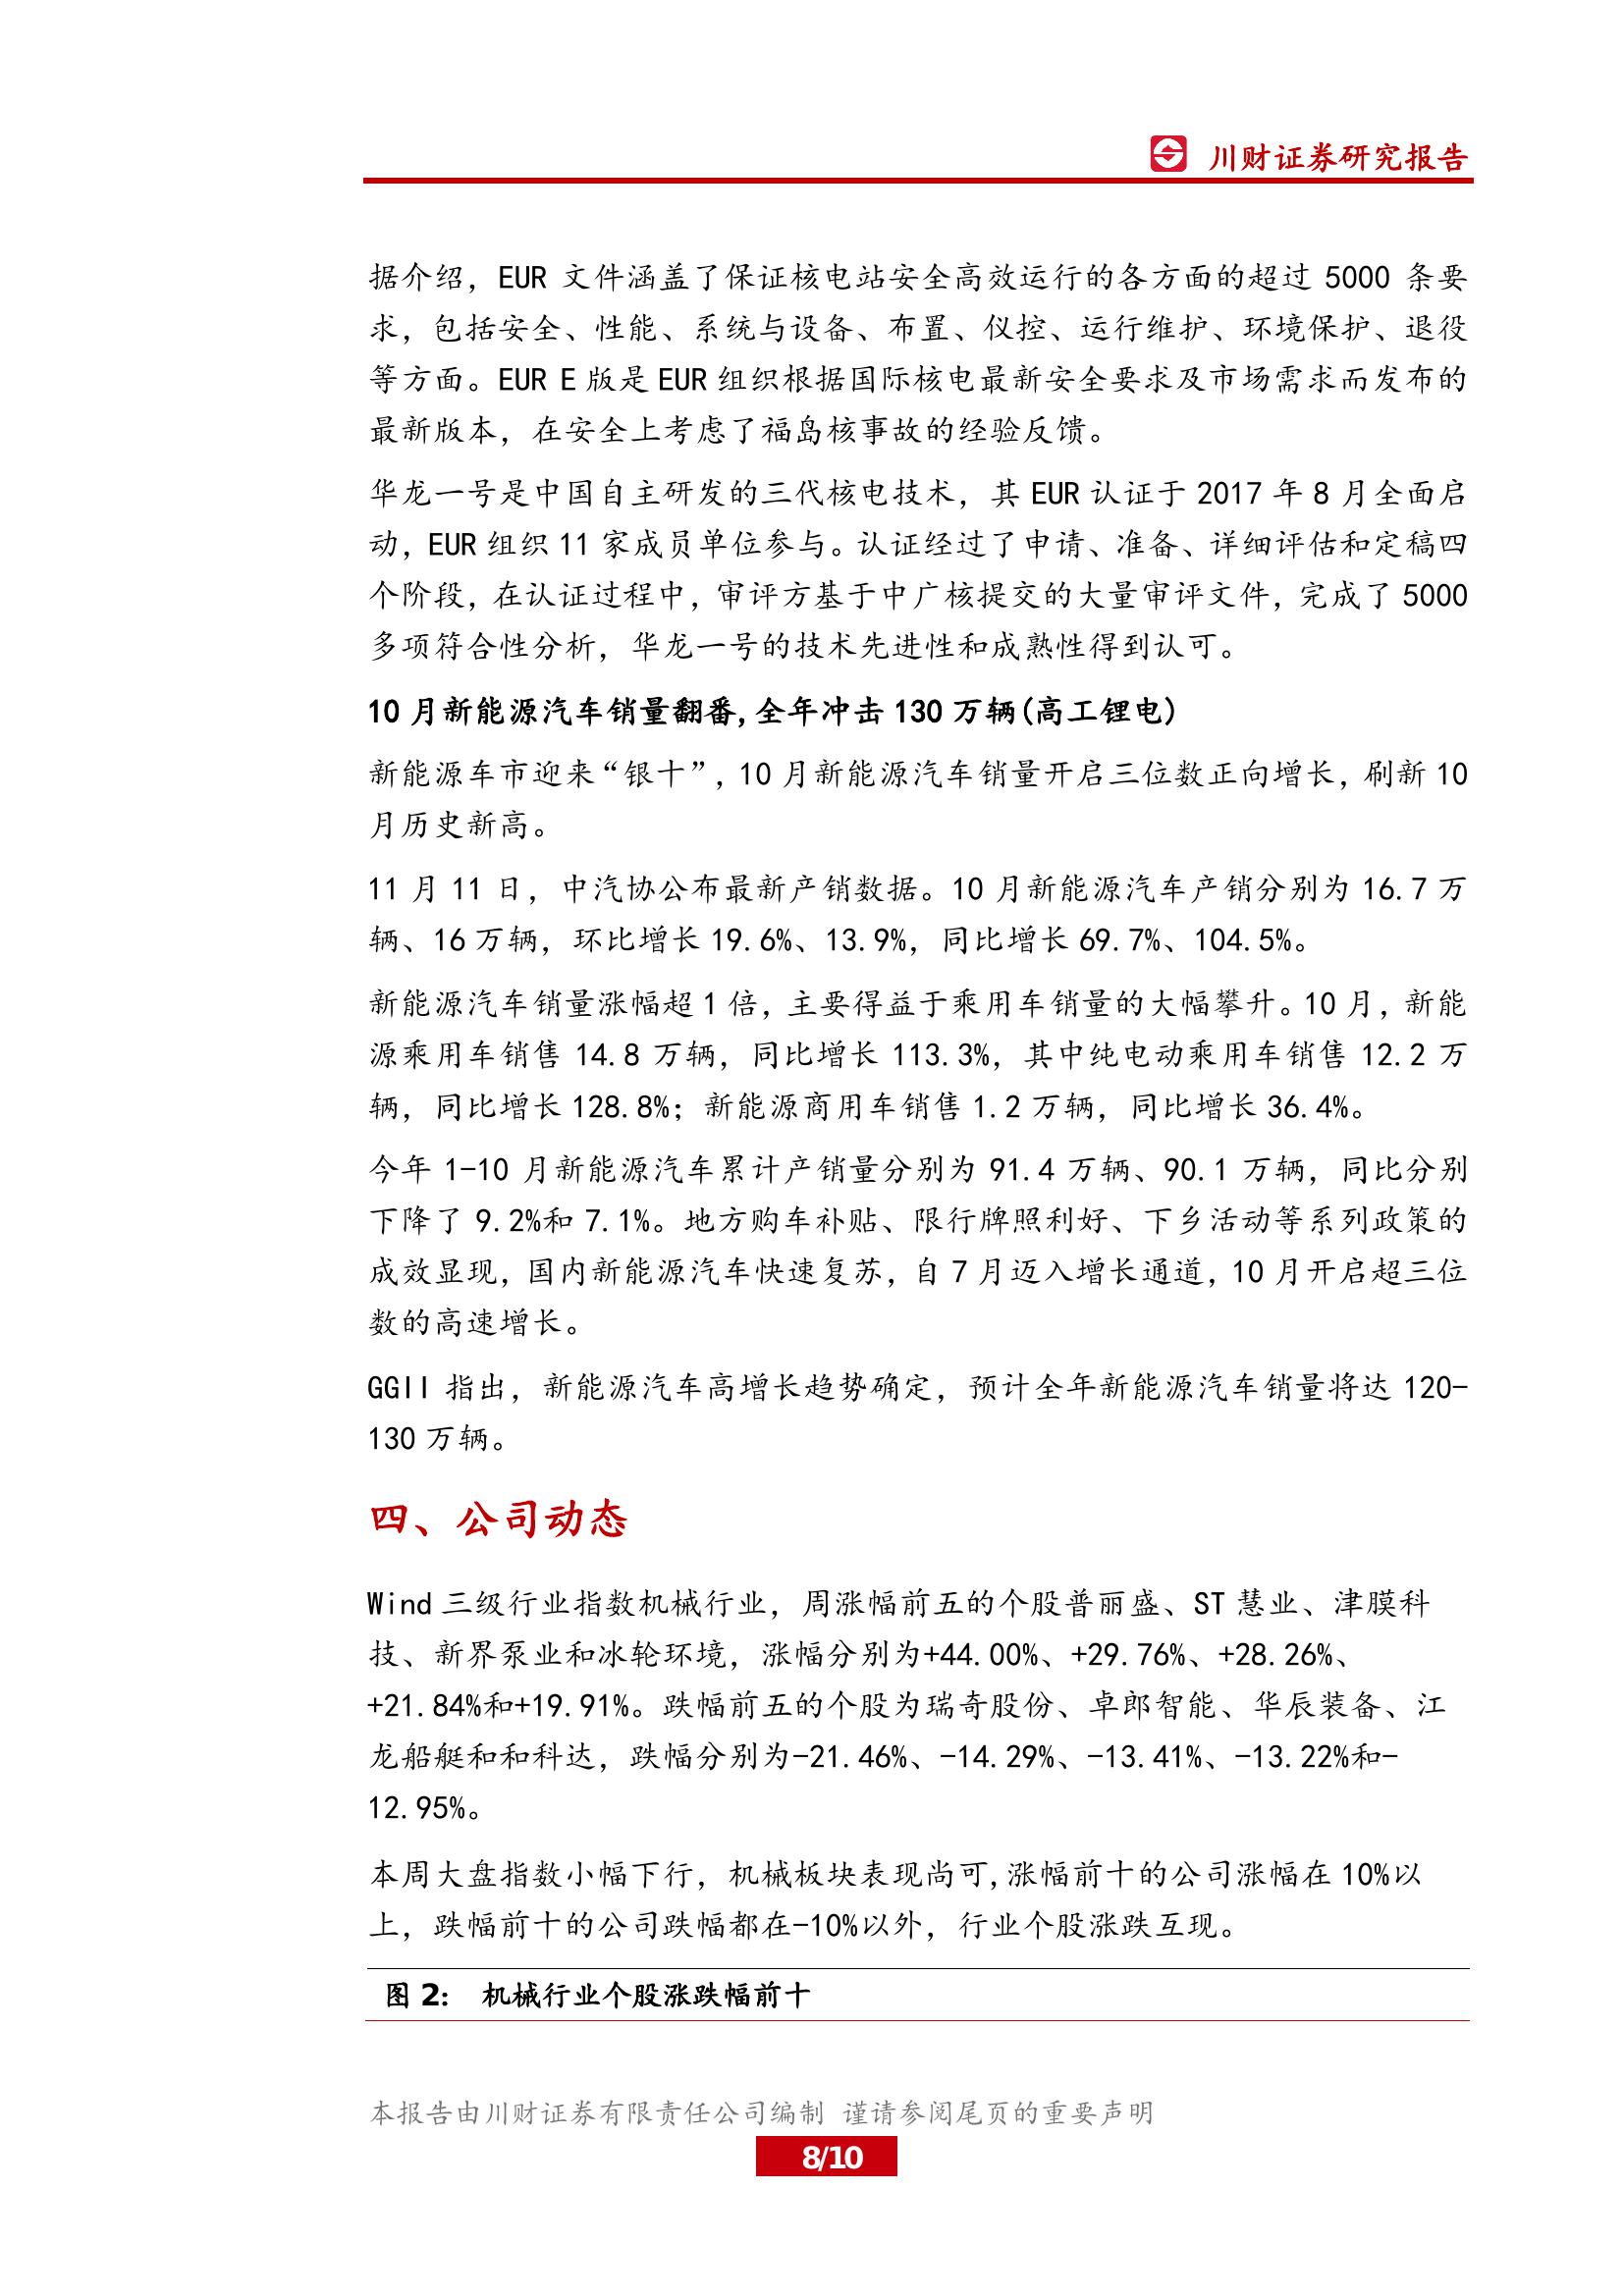 川财证券研究报告
据介绍，EUR 文件涵盖了保证核电站安全高效运行的各方面的超过 5000 条要
求，包括安全、性能、系统与设备、布置、仪控、运行维护、环境保护、退役
等方面。EUR E 版是 EUR 组织根据国际核电最新安全要求及市场需求而发布的
最新版本，在安全上考虑了福岛核事故的经验反馈。
华龙一号是中国自主研发的三代核电技术，其 EUR 认证于 2017 年 8 月全面启
动，EUR 组织 11 家成员单位参与。认证经过了申请、准备、详细评估和定稿四
个阶段，在认证过程中，审评方基于中广核提交的大量审评文件，完成了 5000
多项符合性分析，华龙一号的技术先进性和成熟性得到认可。
10 月新能源汽车销量翻番,全年冲击 130 万辆(高工锂电)
新能源车市迎来“银十”，10 月新能源汽车销量开启三位数正向增长，刷新 10
月历史新高。
11 月 11 日，中汽协公布最新产销数据。10 月新能源汽车产销分别为 16.7 万
辆、16 万辆，环比增长 19.6%、13.9%，同比增长 69.7%、104.5%。
新能源汽车销量涨幅超 1 倍，主要得益于乘用车销量的大幅攀升。10 月，新能
源乘用车销售 14.8 万辆，同比增长 113.3%，其中纯电动乘用车销售 12.2 万
辆，同比增长 128.8%；新能源商用车销售 1.2 万辆，同比增长 36.4%。
今年 1-10 月新能源汽车累计产销量分别为 91.4 万辆、90.1 万辆，同比分别
下降了 9.2%和 7.1%。地方购车补贴、限行牌照利好、下乡活动等系列政策的
成效显现，国内新能源汽车快速复苏，自 7 月迈入增长通道，10 月开启超三位
数的高速增长。
GGII 指出，新能源汽车高增长趋势确定，预计全年新能源汽车销量将达 120-
130 万辆。
四、公司动态
Wind 三级行业指数机械行业，周涨幅前五的个股普丽盛、ST 慧业、津膜科
技、新界泵业和冰轮环境，涨幅分别为+44.00%、+29.76%、+28.26%、
+21.84%和+19.91%。跌幅前五的个股为瑞奇股份、卓郎智能、华辰装备、江
龙船艇和和科达，跌幅分别为-21.46%、-14.29%、-13.41%、-13.22%和-
12.95%。
本周大盘指数小幅下行，机械板块表现尚可,涨幅前十的公司涨幅在 10%以
上，跌幅前十的公司跌幅都在-10%以外，行业个股涨跌互现。
图 2： 机械行业个股涨跌幅前十
本报告由川财证券有限责任公司编制 谨请参阅尾页的重要声明
8/10